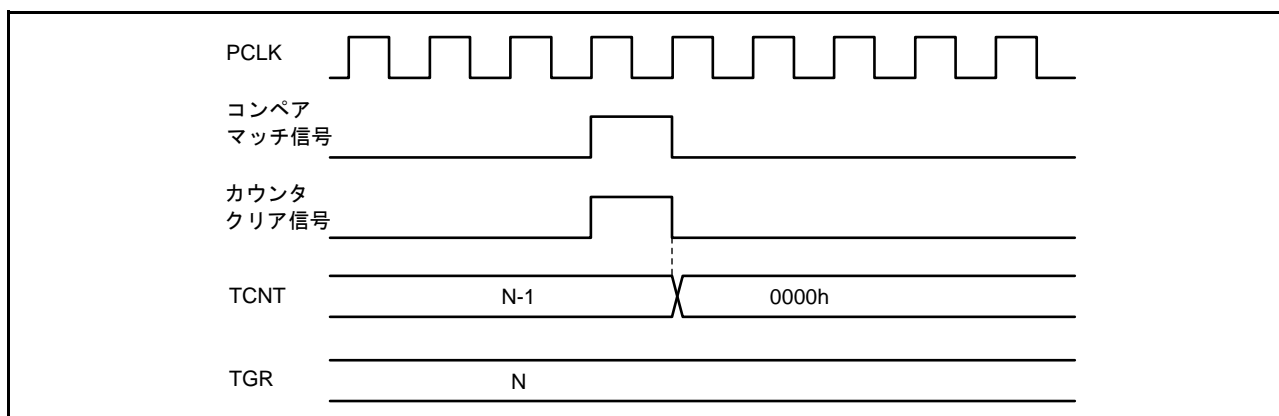 PCLK
コンペア
マッチ信号
カウンタ
クリア信号
TCNT
N-1
0000h
TGR
N